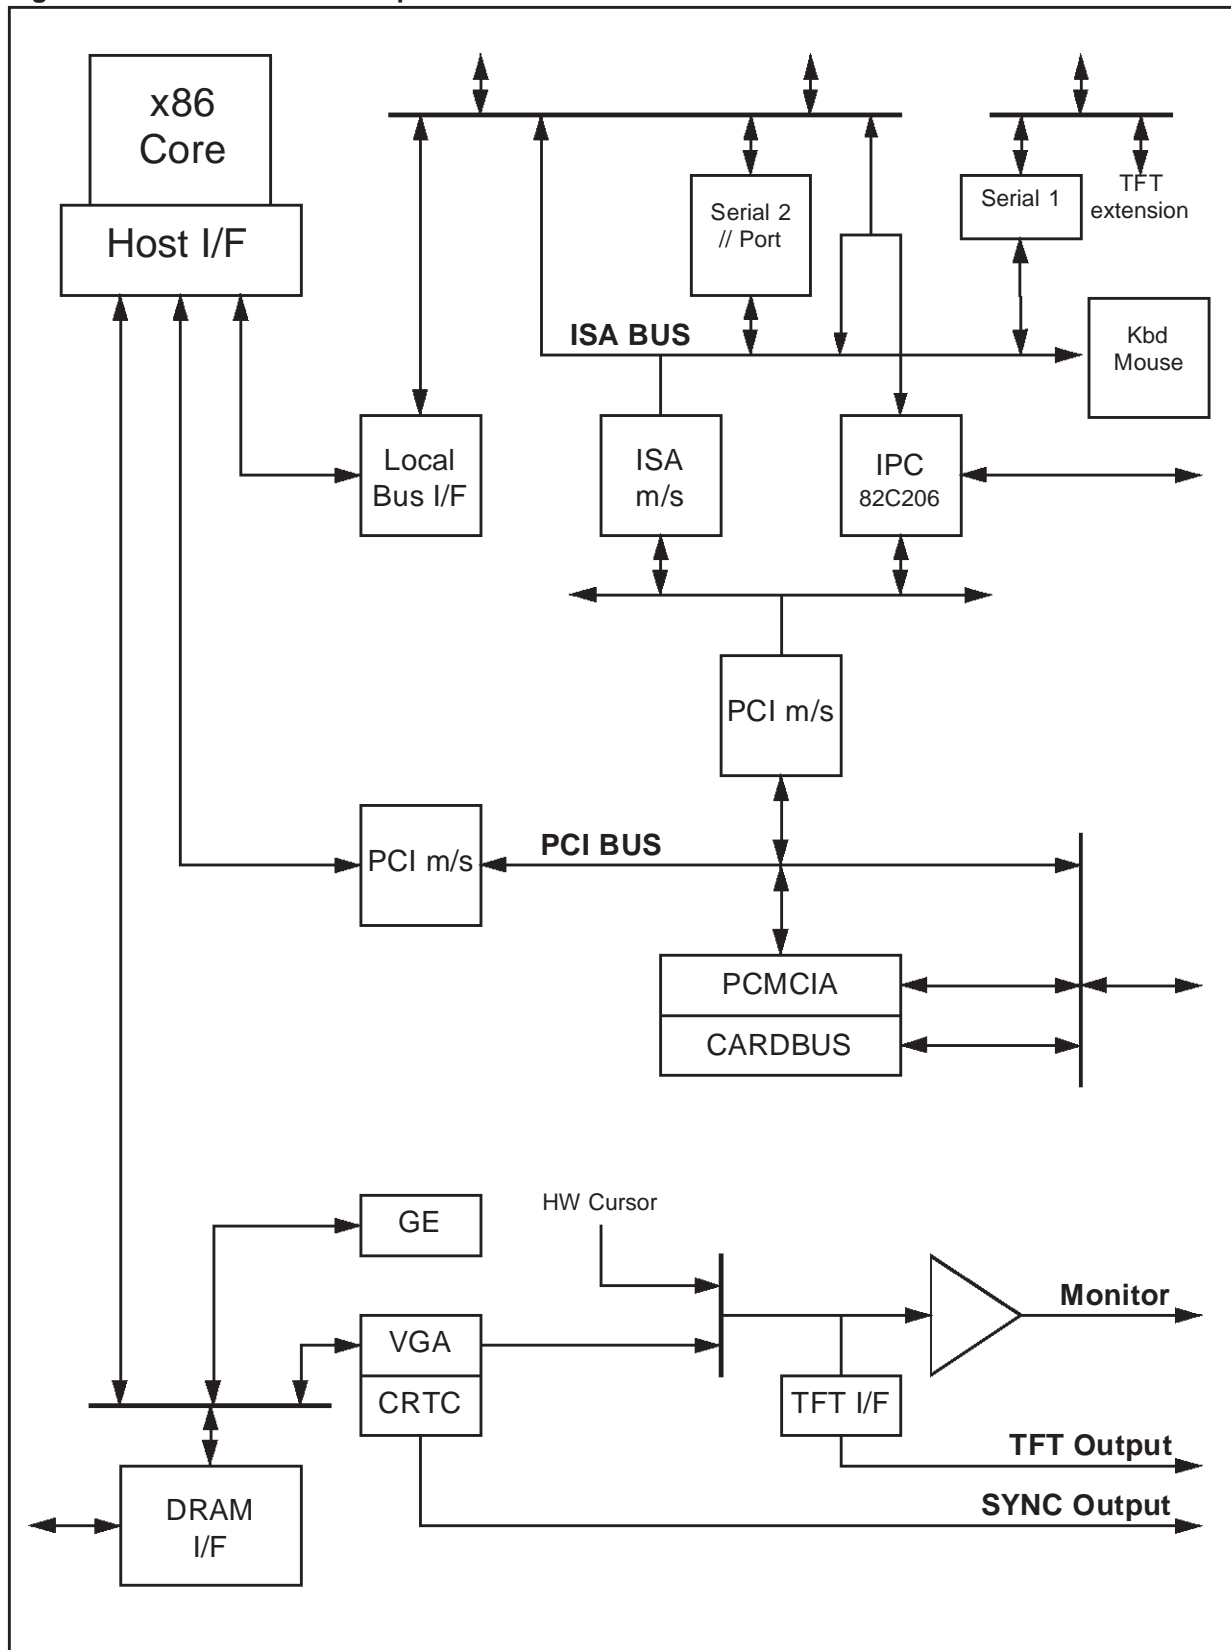 x86
Core
Host I/F
Serial 2
// Port
Serial 1
TFT
extension
ISA BUS
Kbd
Mouse
Local
Bus I/F
ISA
m/s
IPC
82C206
PCI m/s
PCI m/s
PCI BUS
PCMCIA
CARDBUS
GE
HW Cursor
VGA
CRTC
Monitor
TFT I/F
TFT Output
SYNC Output
DRAM
I/F